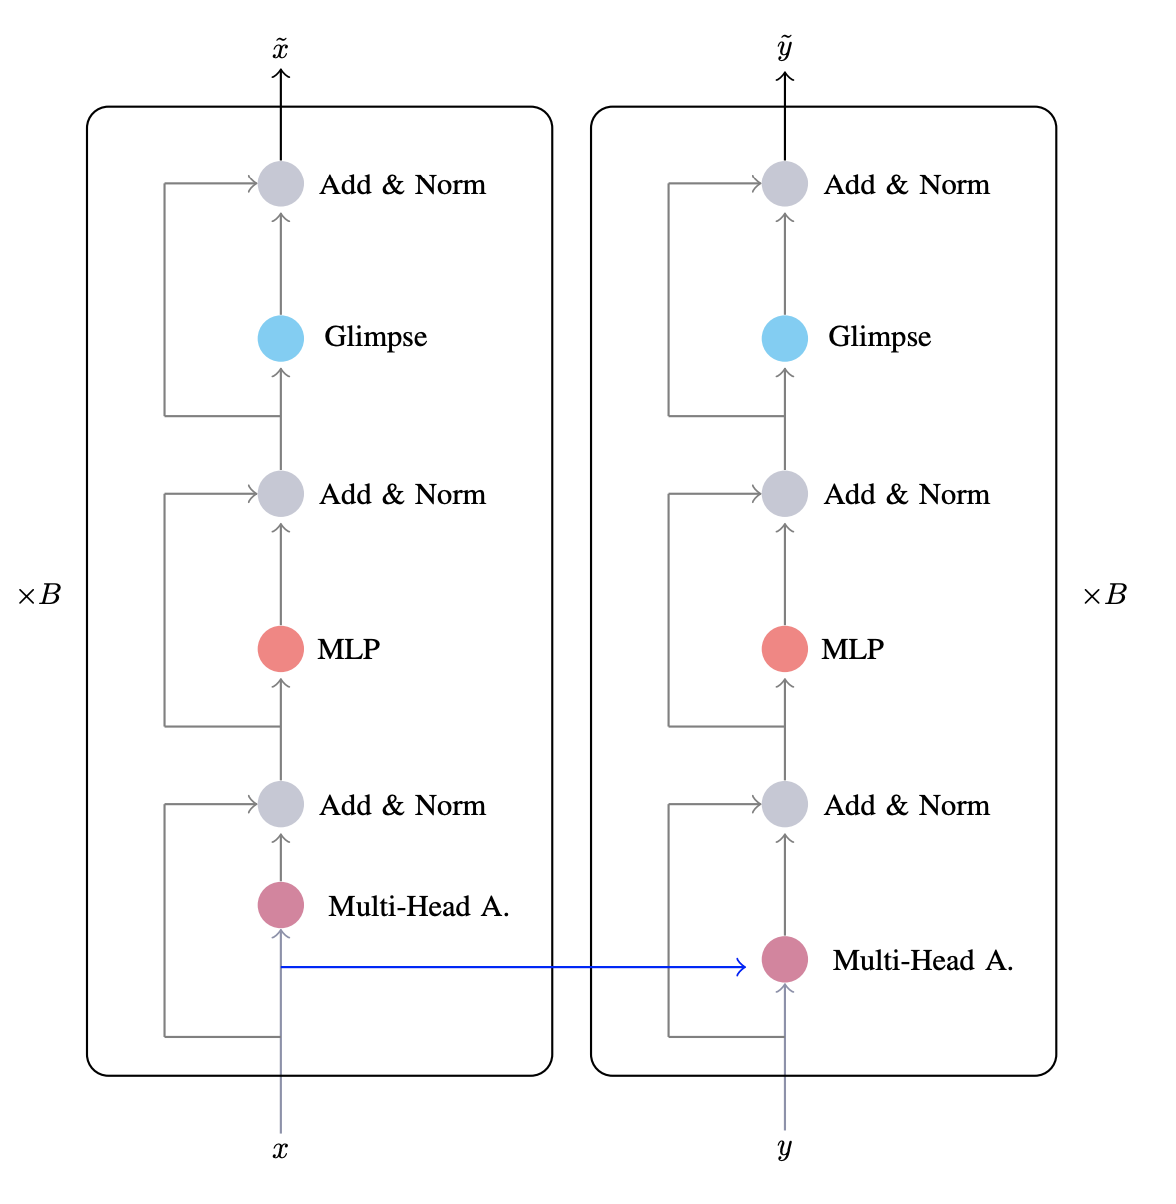 x̃
ỹ
Add & Norm
Add & Norm
Glimpse
Glimpse
Add & Norm
Add & Norm
×B
×B
MLP
MLP
Add & Norm
Add & Norm
Multi-Head A.
Multi-Head A.
x
y